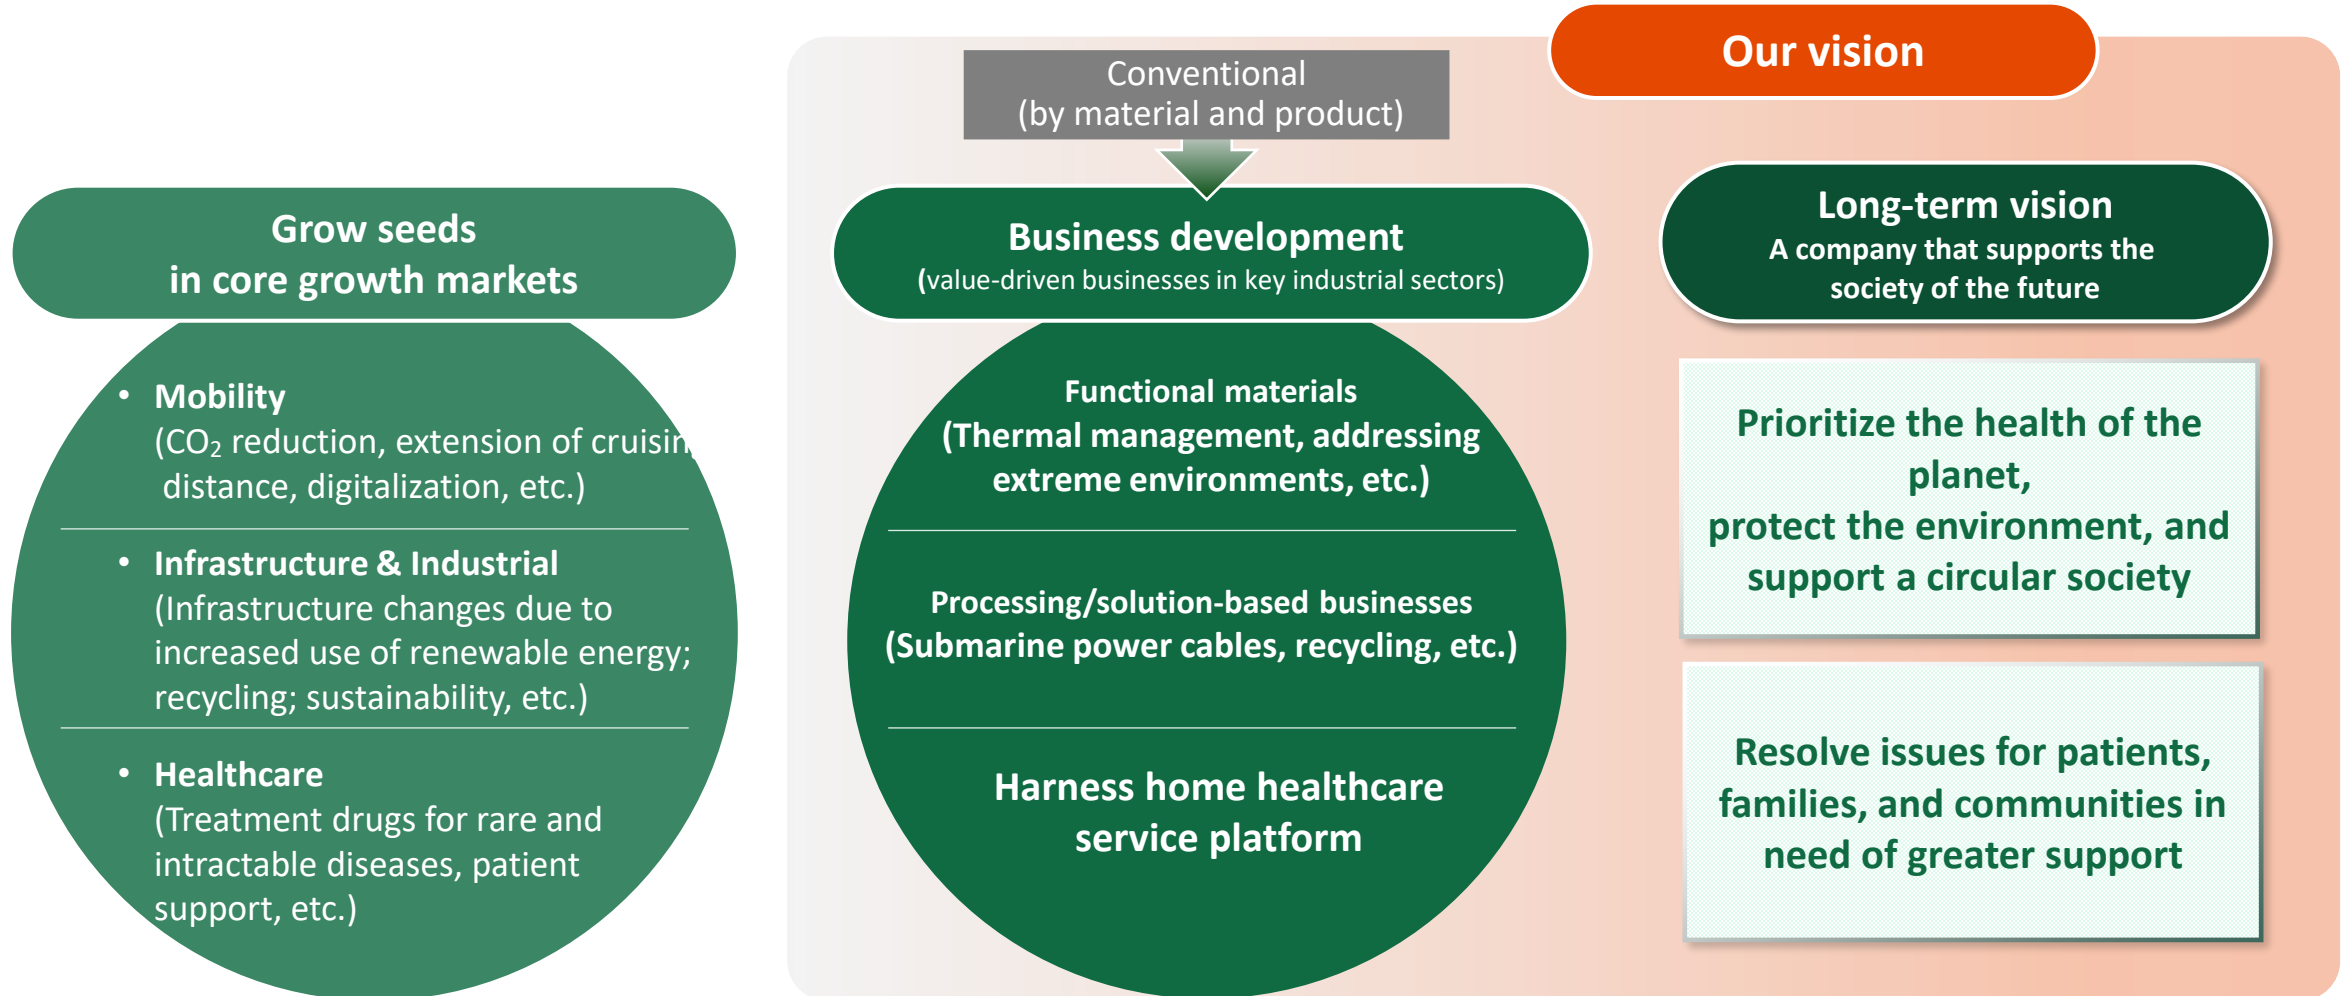 Our vision
Conventional
(by material and product)
Grow seeds
in core growth markets
• Mobility
(CO₂ reduction, extension of cruisin
distance, digitalization, etc.)
• Infrastructure & Industrial
(Infrastructure changes due to
increased use of renewable energy;
recycling; sustainability, etc.)
• Healthcare
(Treatment drugs for rare and
intractable diseases, patient
support, etc.)
Business development
(value-driven businesses in key industrial sectors)
Functional materials
(Thermal management, addressing
extreme environments, etc.)
Processing/solution-based businesses
(Submarine power cables, recycling, etc.)
Harness home healthcare
service platform
Long-term vision
A company that supports the
society of the future
Prioritize the health of the
planet,
protect the environment, and
support a circular society
Resolve issues for patients,
families, and communities in
need of greater support